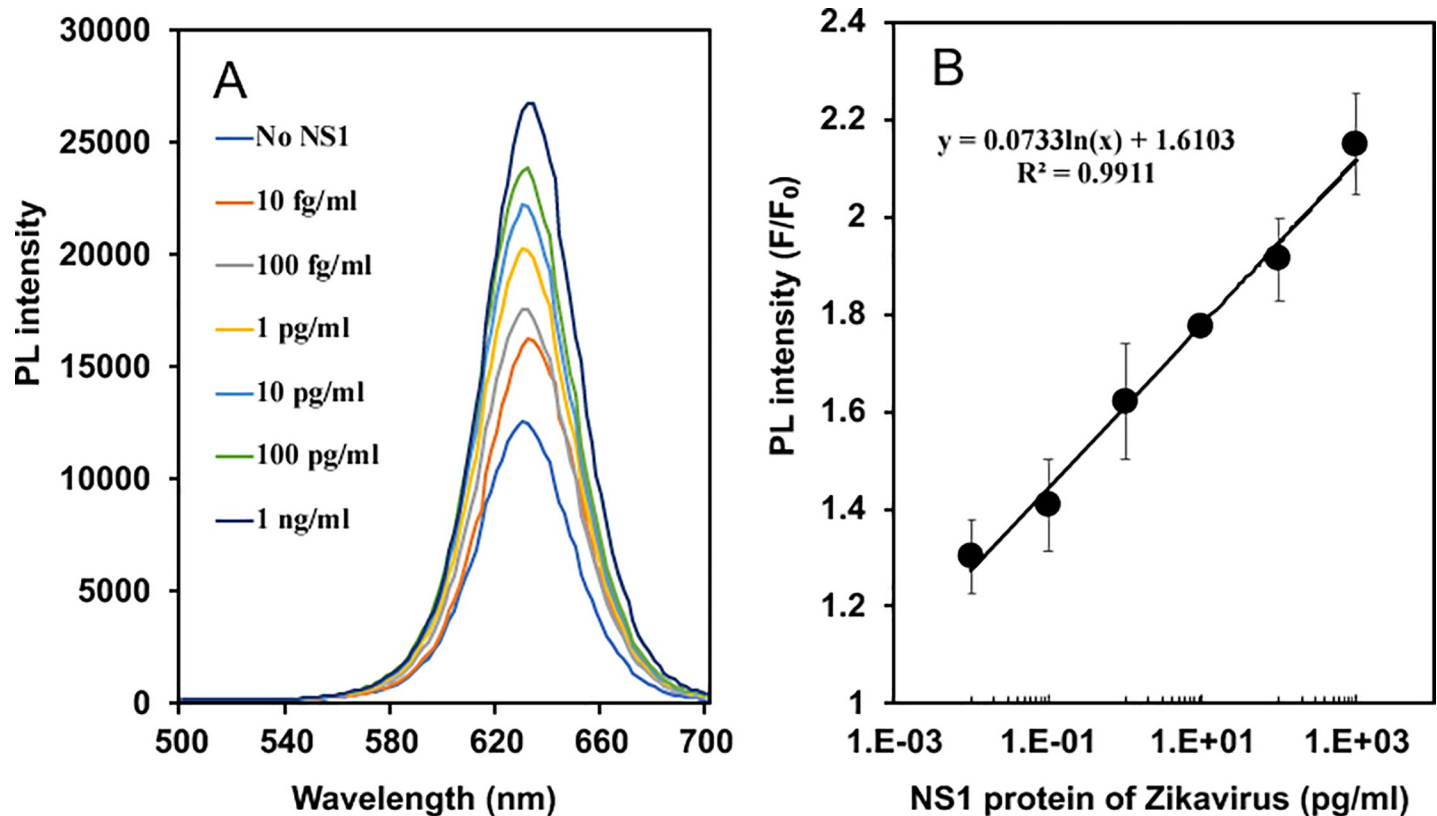 A
30000
25000
20000
15000
10000
5000
0
PL intensity
No NS1
10 fg/ml
100 fg/ml
1 pg/ml
10 pg/ml
100 pg/ml
1 ng/ml
500 540 580 620 660 700
Wavelength (nm)
B
2.4
2.2
2
1.8
1.6
1.4
1.2
1
PL intensity (F/F₀)
y = 0.0733ln(x) + 1.6103
R² = 0.9911
1.E-03 1.E-01 1.E+01 1.E+03
NS1 protein of Zikavirus (pg/ml)